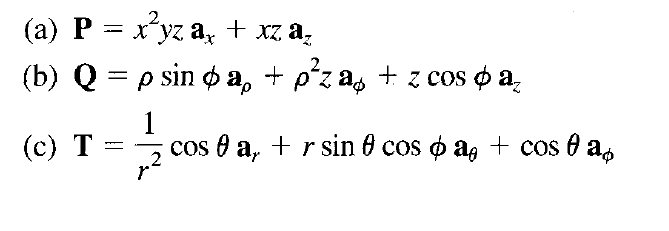 (a) P = x²yz aₓ + xz a_z
(b) Q = ρ sin ϕ a_ρ + ρ²z a_ϕ + z cos ϕ a_z
(c) T = 1/r² cos θ a_r + r sin θ cos ϕ a_θ + cos θ a_ϕ